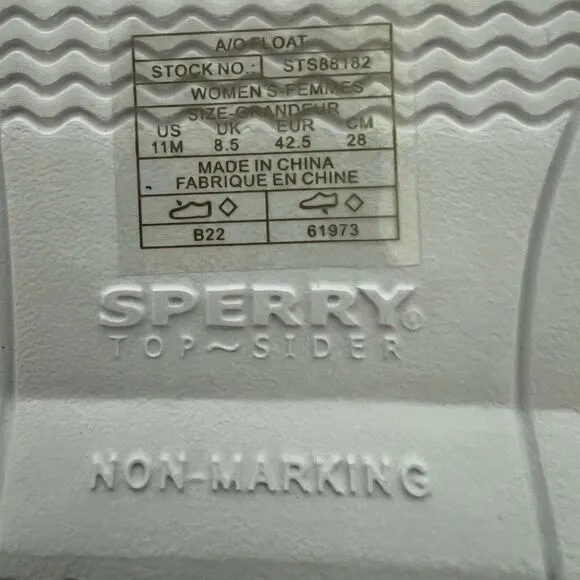 A/O FLOAT
STOCK NO.: STS88182
WOMEN'S-FEMMES
SIZE-GRANDEUR
US UK EUR CM
11M 8.5 42.5 28
MADE IN CHINA
FABRIQUE EN CHINE
B22 61973
SPERRY®
TOP~SIDER
NON-MARKING